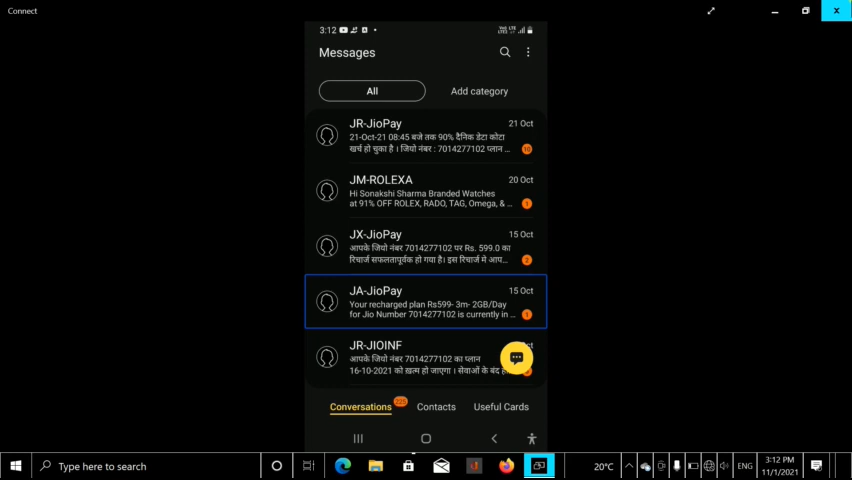 Connect
3:12
Messages
All
Add category
JR-JioPay
21 Oct
21-Oct-21 08:45 बजे तक 90% दैनिक डेटा कोटा
खर्च हो चुका है । जियो नंबर : 7014277102 प्लान ...
10
JM-ROLEXA
20 Oct
Hi Sonakshi Sharma Branded Watches
at 91% OFF ROLEX, RADO, TAG, Omega, & ...
1
JX-JioPay
15 Oct
आपके जियो नंबर 7014277102 पर Rs. 599.0 का
रिचार्ज सफलतापूर्वक हो गया है। इस रिचार्ज मे आप...
2
JA-JioPay
15 Oct
Your recharged plan Rs599- 3m- 2GB/Day
for Jio Number 7014277102 is currently in ...
1
JR-JIOINF
आपके जियो नंबर 7014277102 का प्लान
16-10-2021 को ख़त्म हो जाएगा । सेवाओं के बंद
Conversations
225
Contacts
Useful Cards
Type here to search
20°C
ENG
3:12 PM
11/1/2021